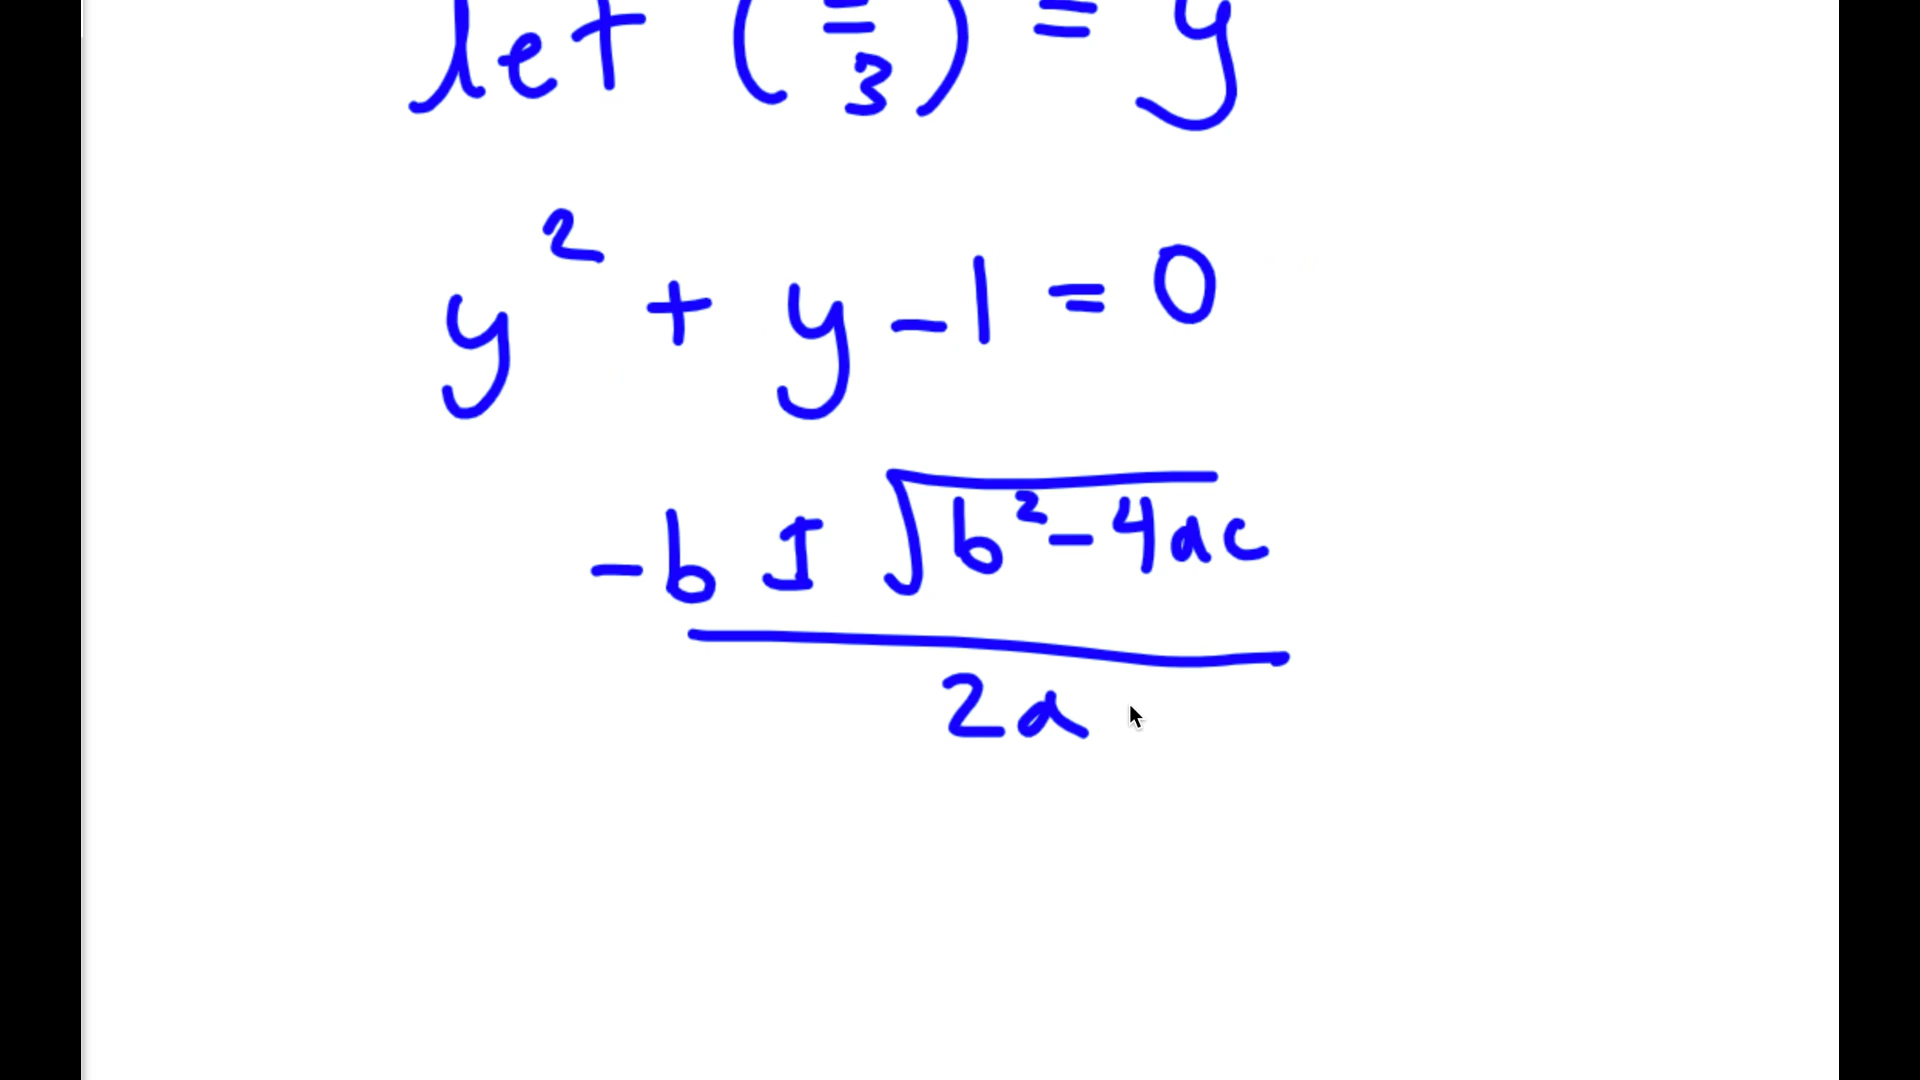 let ( - 3 ) = y
y² + y - 1 = 0
-b ± √b² - 4ac
2a